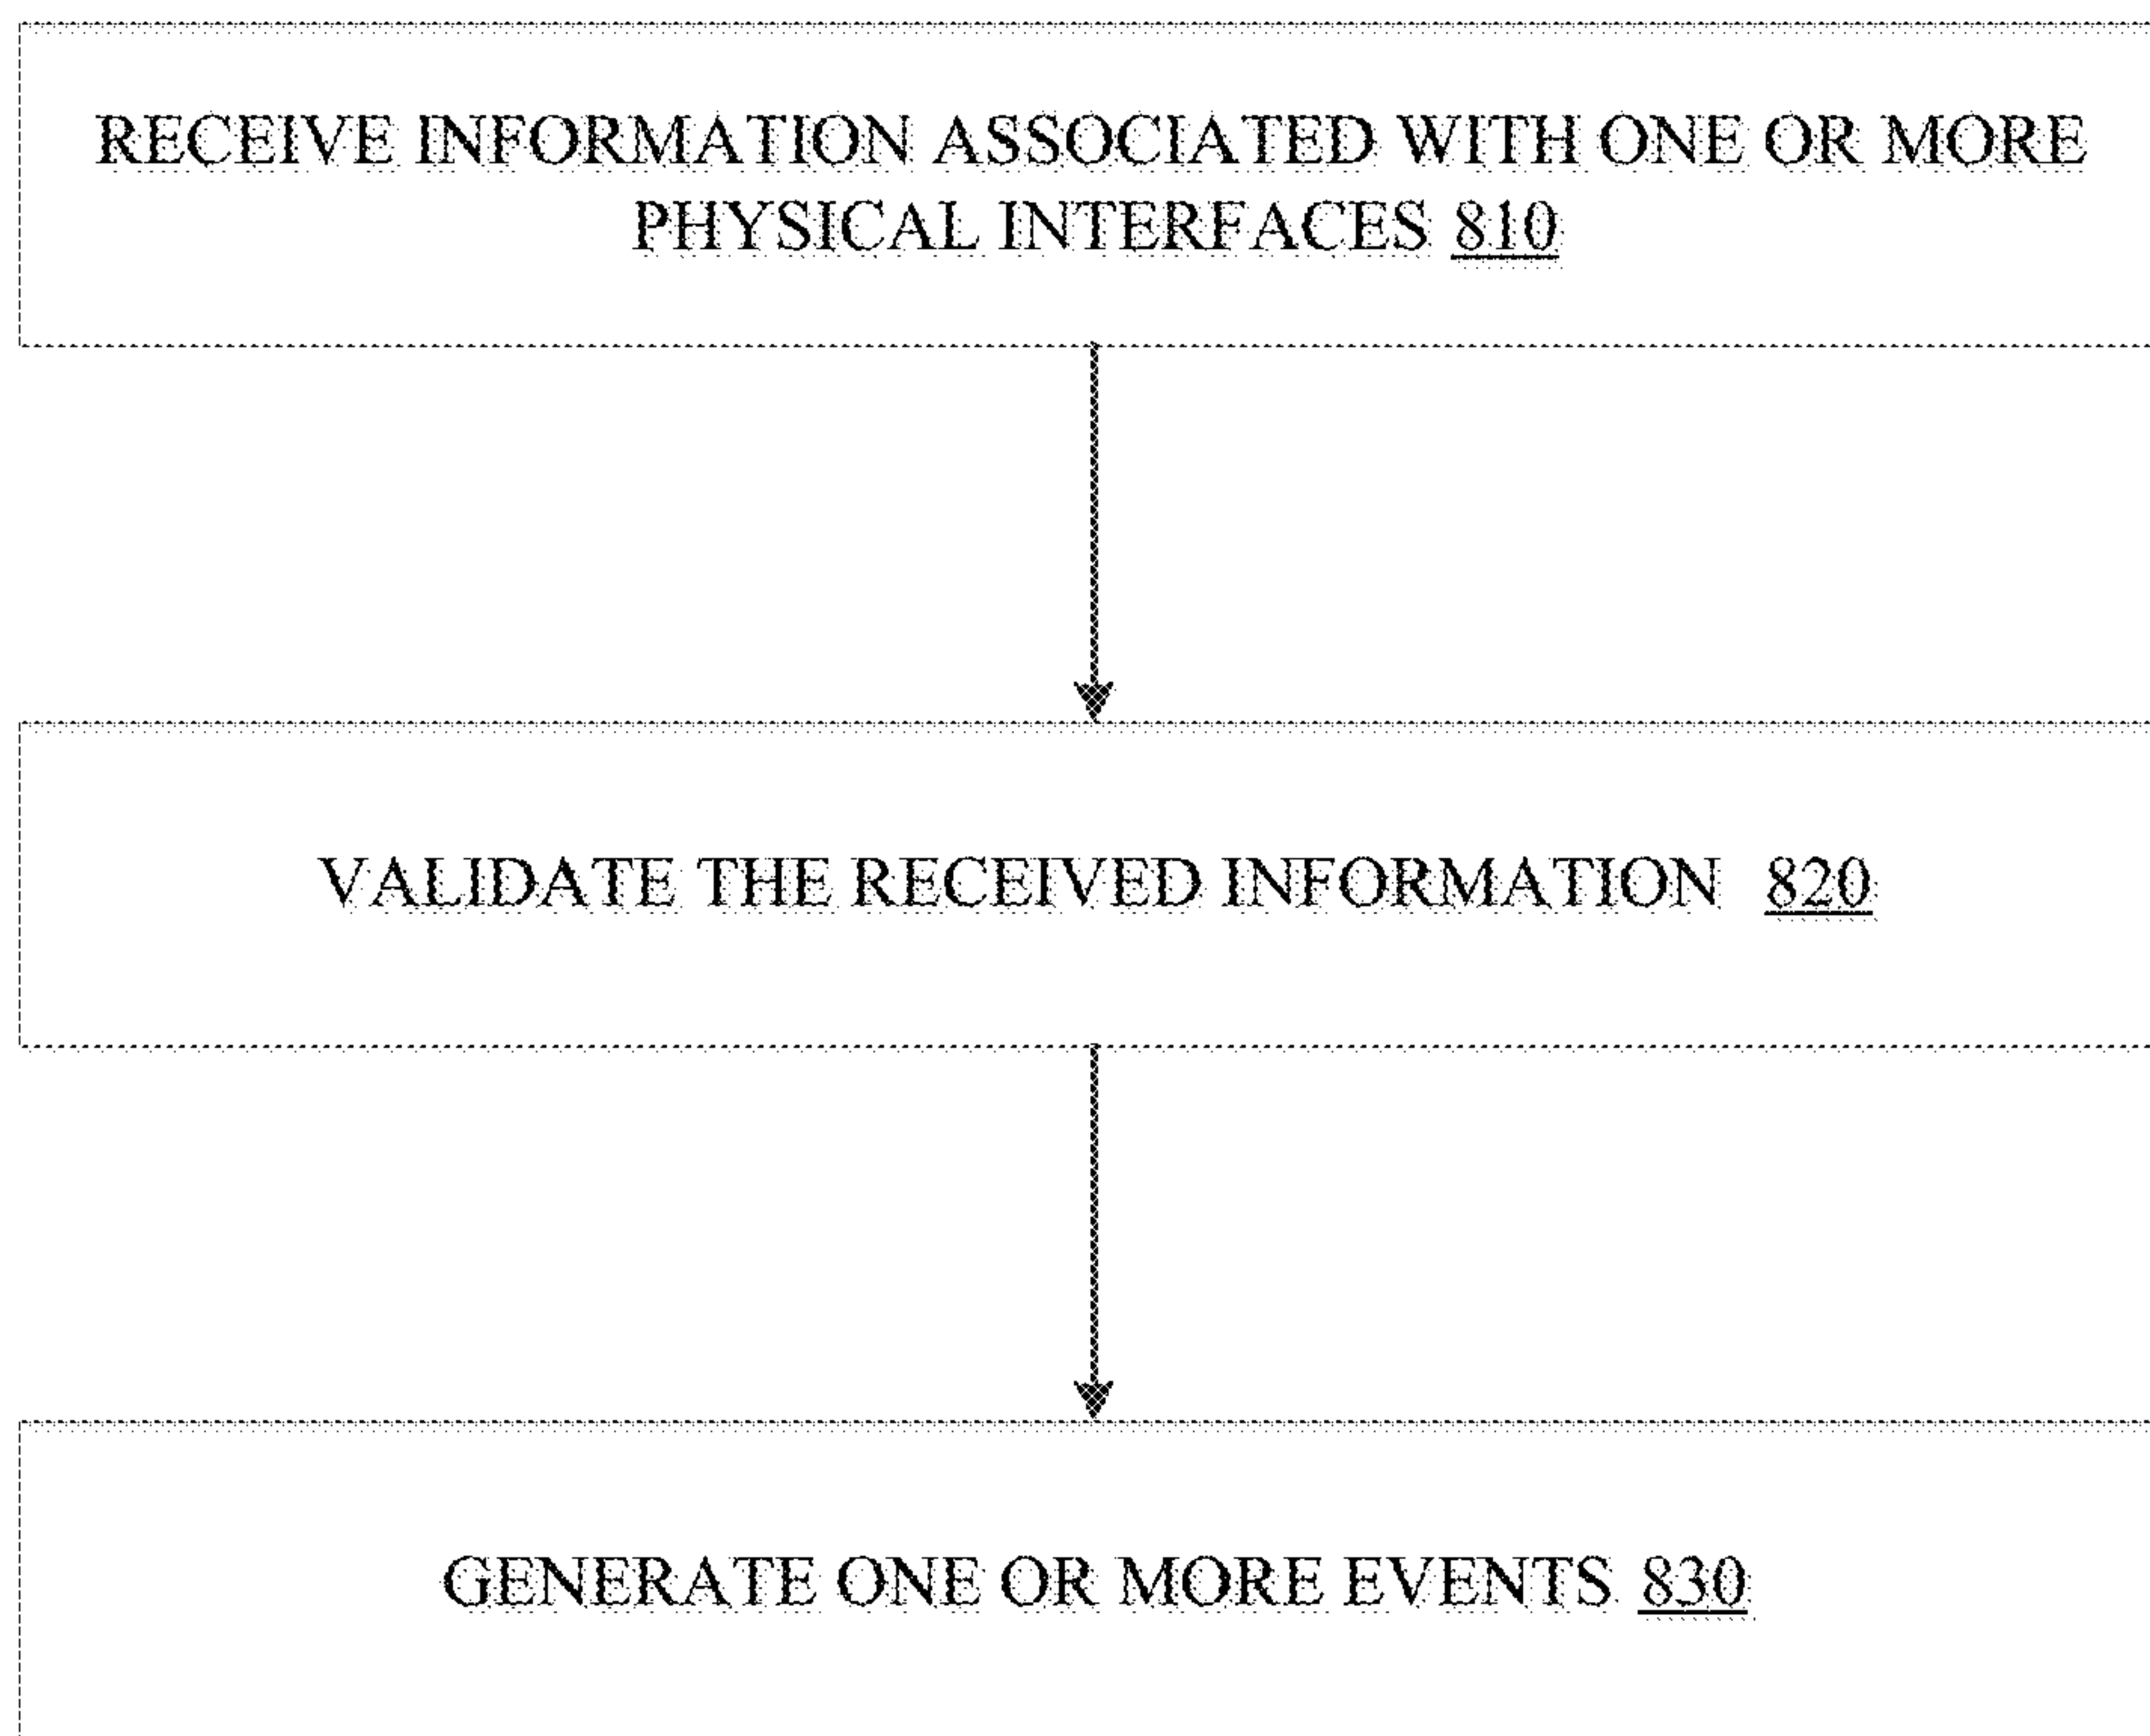 RECEIVE INFORMATION ASSOCIATED WITH ONE OR MORE
PHYSICAL INTERFACES 810
VALIDATE THE RECEIVED INFORMATION 820
GENERATE ONE OR MORE EVENTS 830